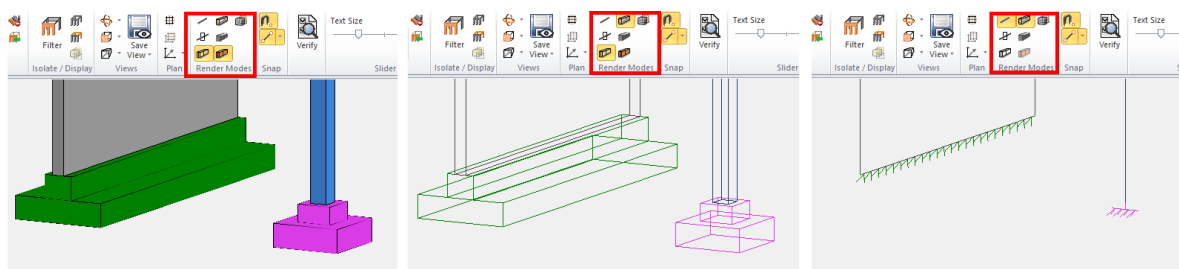 Text Size
Filter
Save
View
Verify
Isolate / Display
Views
Plan
Render Modes
Snap
Slider
Text Size
Filter
Save
View
Verify
Isolate / Display
Views
Plan
Render Modes
Snap
Slider
Text Size
Filter
Save
View
Verify
Isolate / Display
Views
Plan
Render Modes
Snap
S